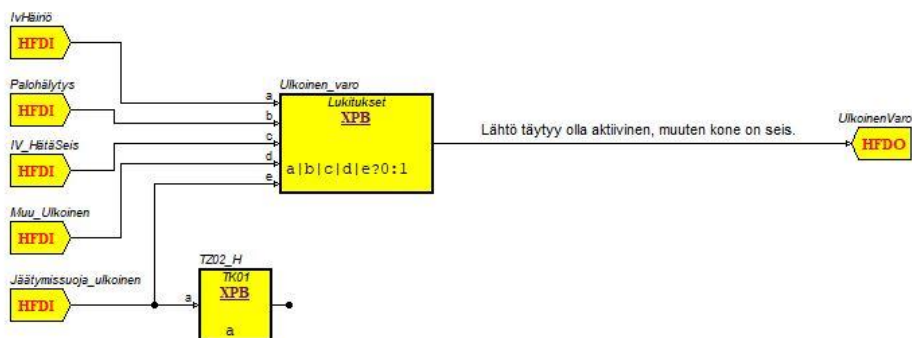 IvHäiriö
HFDI
Palohälytys
HFDI
IV_HätäSeis
HFDI
Muu_Ulkoinen
HFDI
Jäätymissuoja_ulkoinen
HFDI
Ulkoinen_varo
Lukitukset
XPB
a
b
c
d
e
a|b|c|d|e?0:1
Lähtö täytyy olla aktiivinen, muuten kone on seis.
UlkoinenVaro
HFDO
TZ02_H
TK01
XPB
a
a